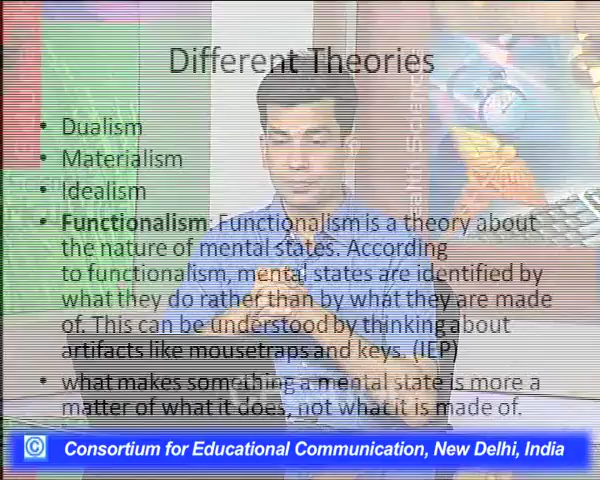 Different Theories
• Dualism
• Materialism
• Idealism
• Functionalism: Functionalism is a theory about
the nature of mental states. According
to functionalism, mental states are identified by
what they do rather than by what they are made
of. This can be understood by thinking about
artifacts like mousetraps and keys. (IEP)
• what makes something a mental state is more a
matter of what it does, not what it is made of.
© Consortium for Educational Communication, New Delhi, India